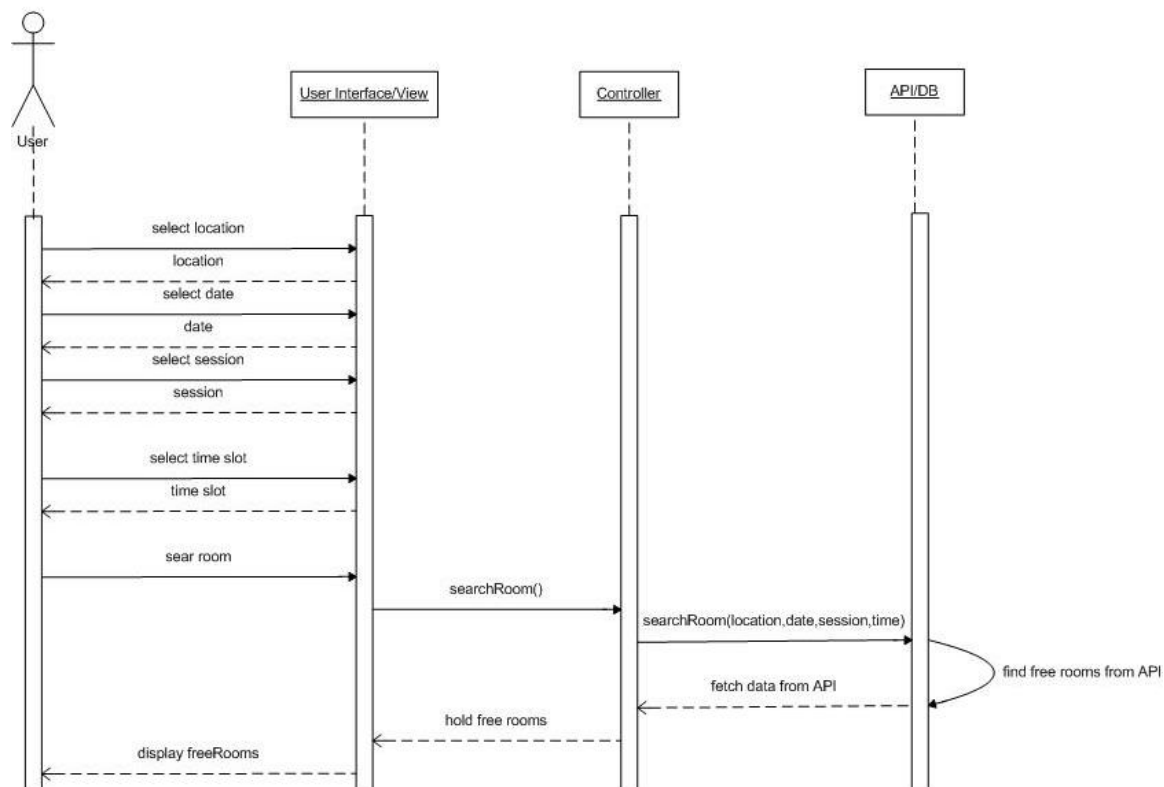 User Interface/View
Controller
API/DB
User
select location
location
select date
date
select session
session
select time slot
time slot
sear room
searchRoom()
searchRoom(location,date,session,time)
find free rooms from API
fetch data from API
hold free rooms
display freeRooms